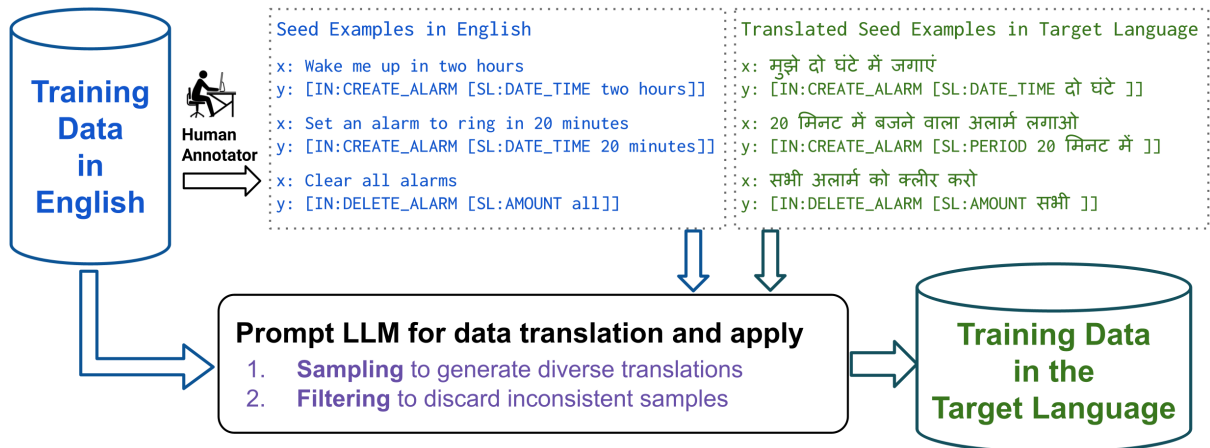 Training
Data
in
English
Human
Annotator
Seed Examples in English
x: Wake me up in two hours
y: [IN:CREATE_ALARM [SL:DATE_TIME two hours]]
x: Set an alarm to ring in 20 minutes
y: [IN:CREATE_ALARM [SL:DATE_TIME 20 minutes]]
x: Clear all alarms
y: [IN:DELETE_ALARM [SL:AMOUNT all]]
Translated Seed Examples in Target Language
x: मुझे दो घंटे में जगाएं
y: [IN:CREATE_ALARM [SL:DATE_TIME दो घंटे ]]
x: 20 मिनट में बजने वाला अलार्म लगाओ
y: [IN:CREATE_ALARM [SL:PERIOD 20 मिनट में ]]
x: सभी अलार्म को क्लीर करो
y: [IN:DELETE_ALARM [SL:AMOUNT सभी ]]
Prompt LLM for data translation and apply
1. Sampling to generate diverse translations
2. Filtering to discard inconsistent samples
Training Data
in the
Target Language